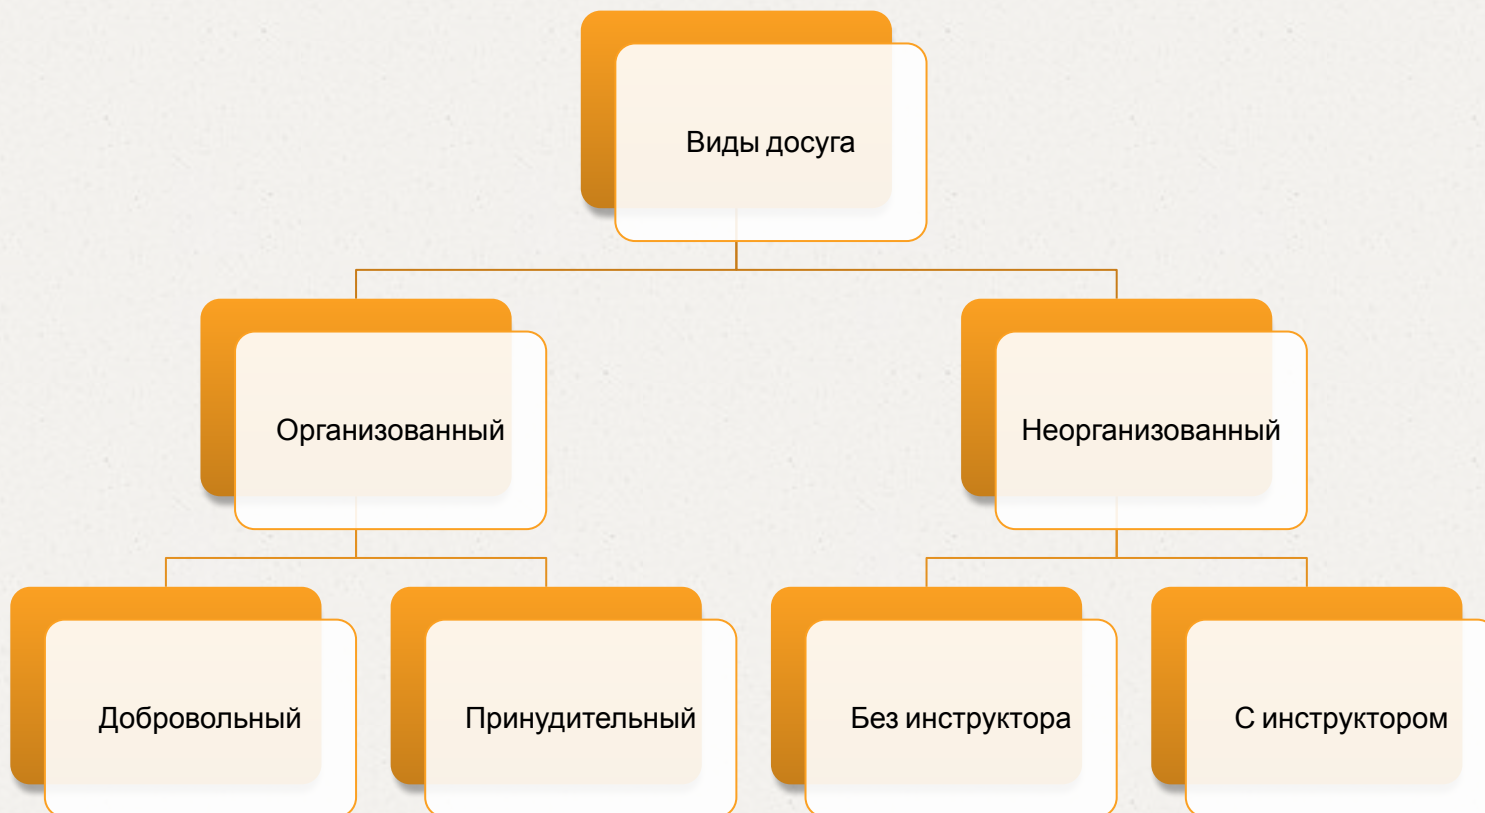 Виды досуга
Организованный
Неорганизованный
Добровольный
Принудительный
Без инструктора
С инструктором